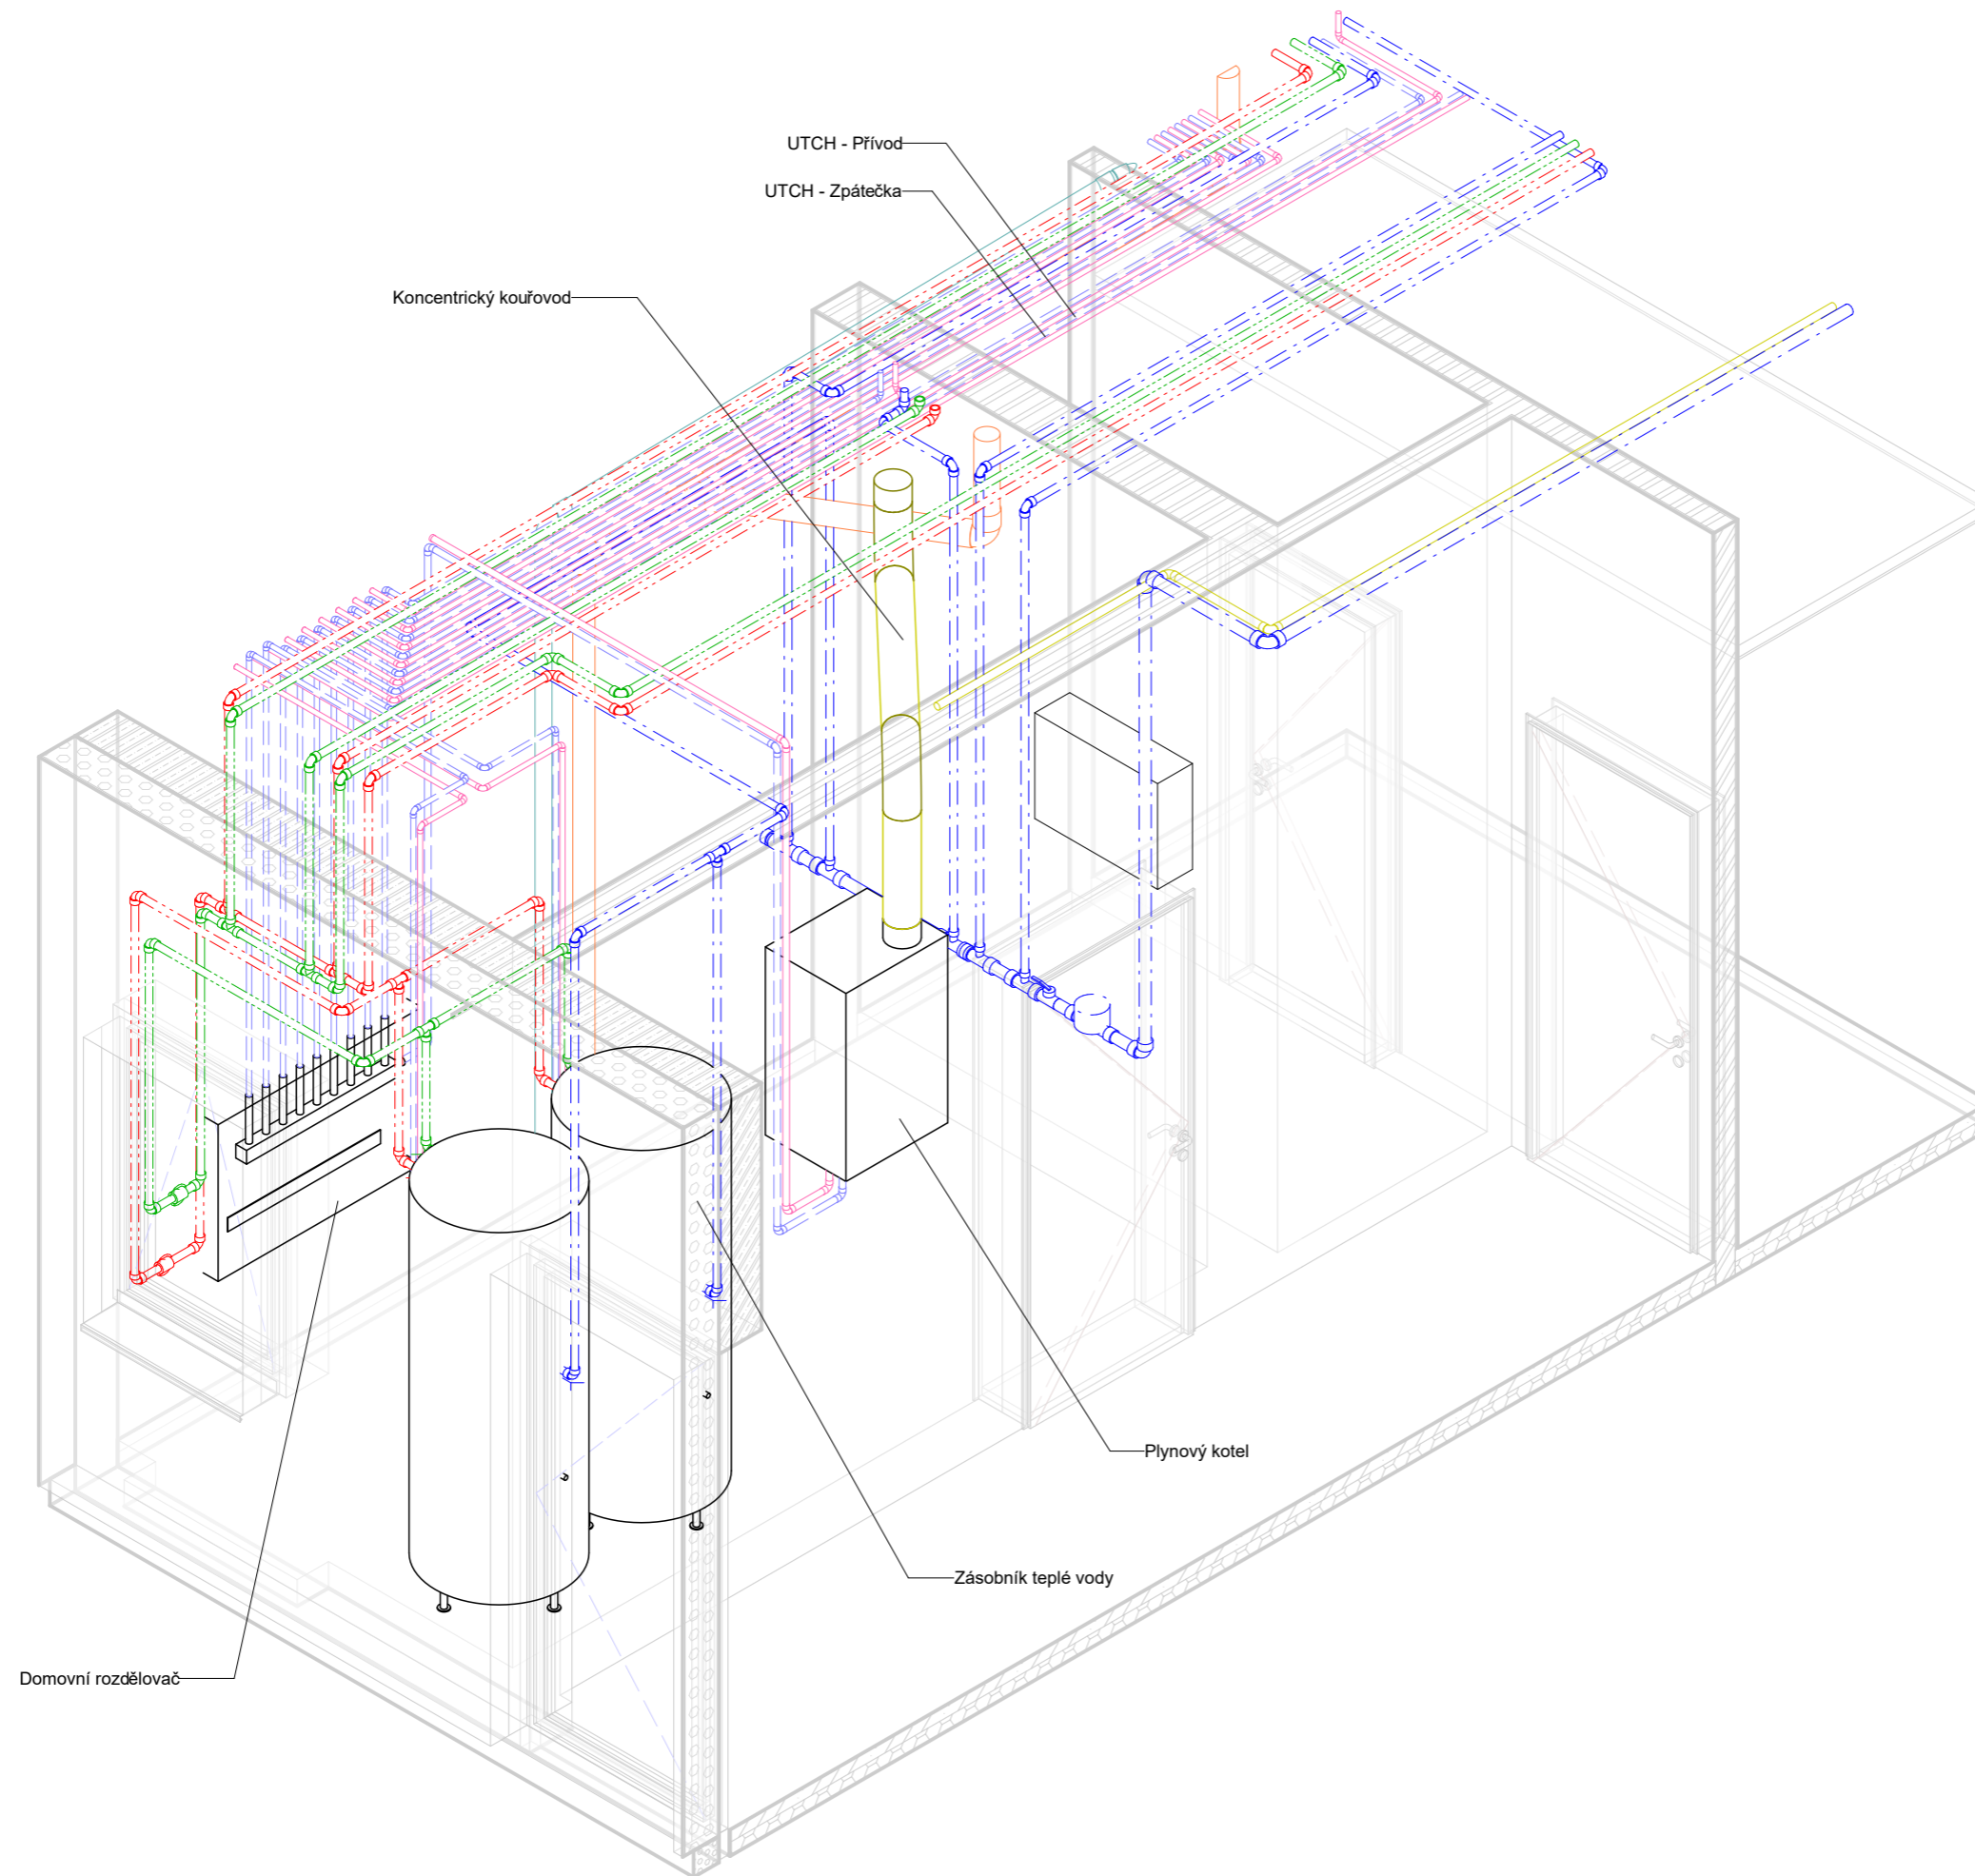 UTCH - Přívod
UTCH - Zpátečka
Koncentrický kouřovod
Plynový kotel
Zásobník teplé vody
Domovní rozdělovač